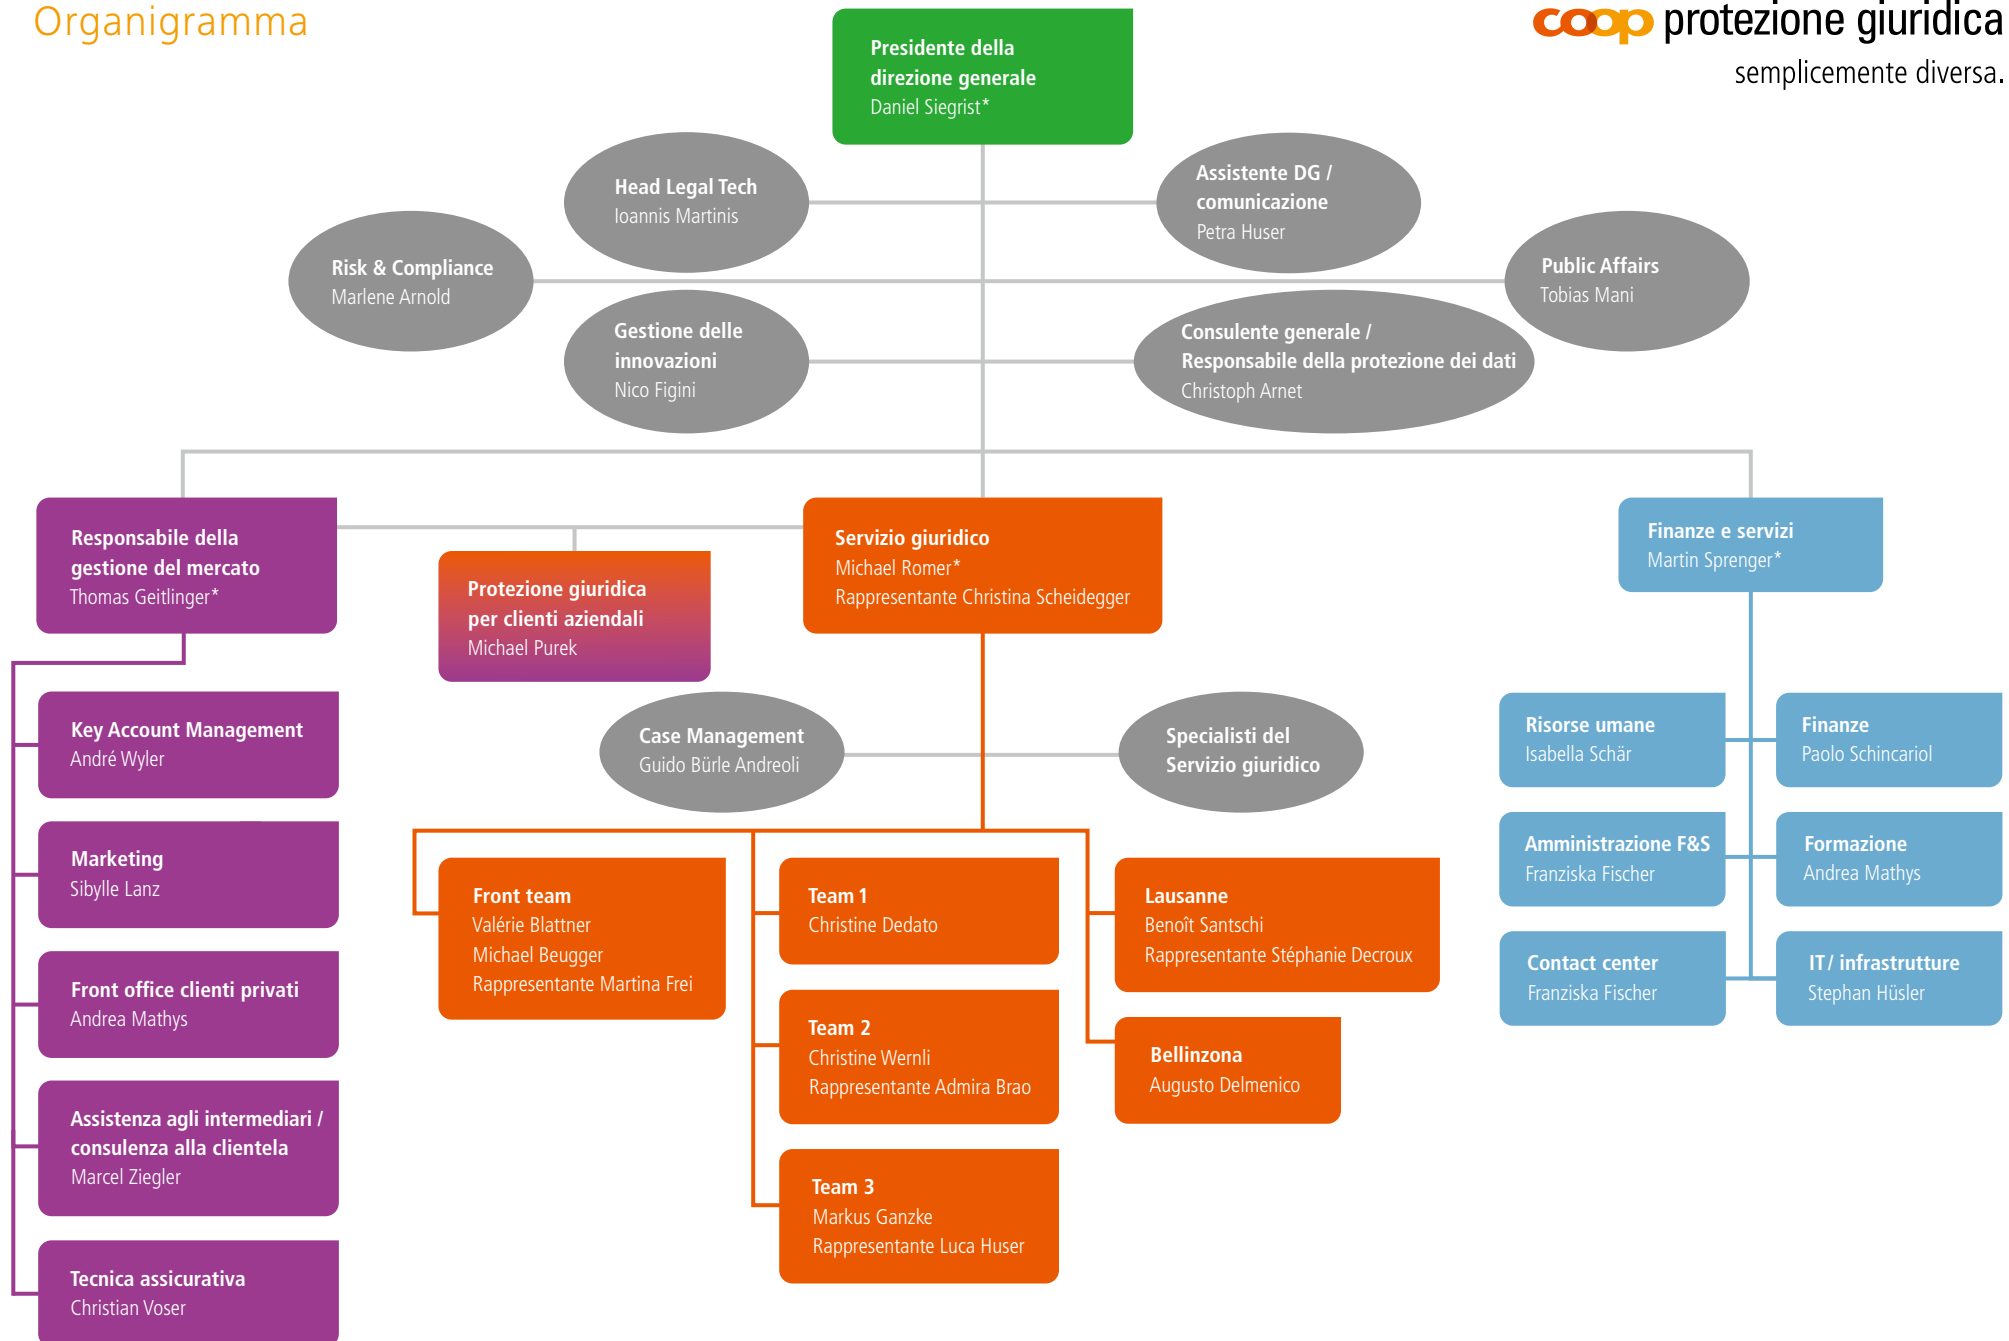 Organigramma
coop protezione giuridica
semplicemente diversa.
Presidente della
direzione generale
Daniel Siegrist*
Head Legal Tech
Ioannis Martinis
Assistente DG /
comunicazione
Petra Huser
Risk & Compliance
Marlene Arnold
Public Affairs
Tobias Mani
Gestione delle
innovazioni
Nico Figini
Consulente generale /
Responsabile della protezione dei dati
Christoph Arnet
Responsabile della
gestione del mercato
Thomas Geitlinger*
Protezione giuridica
per clienti aziendali
Michael Purek
Servizio giuridico
Michael Romer*
Rappresentante Christina Scheidegger
Finanze e servizi
Martin Sprenger*
Key Account Management
André Wyler
Marketing
Sibylle Lanz
Front office clienti privati
Andrea Mathys
Assistenza agli intermediari /
consulenza alla clientela
Marcel Ziegler
Tecnica assicurativa
Christian Voser
Case Management
Guido Bürle Andreoli
Specialisti del
Servizio giuridico
Front team
Valérie Blattner
Michael Beugger
Rappresentante Martina Frei
Team 1
Christine Dedato
Team 2
Christine Wernli
Rappresentante Admira Brao
Team 3
Markus Ganzke
Rappresentante Luca Huser
Lausanne
Benoît Santschi
Rappresentante Stéphanie Decroux
Bellinzona
Augusto Delmenico
Risorse umane
Isabella Schär
Finanze
Paolo Schincariol
Amministrazione F&S
Franziska Fischer
Formazione
Andrea Mathys
Contact center
Franziska Fischer
IT / infrastrutture
Stephan Hüsler